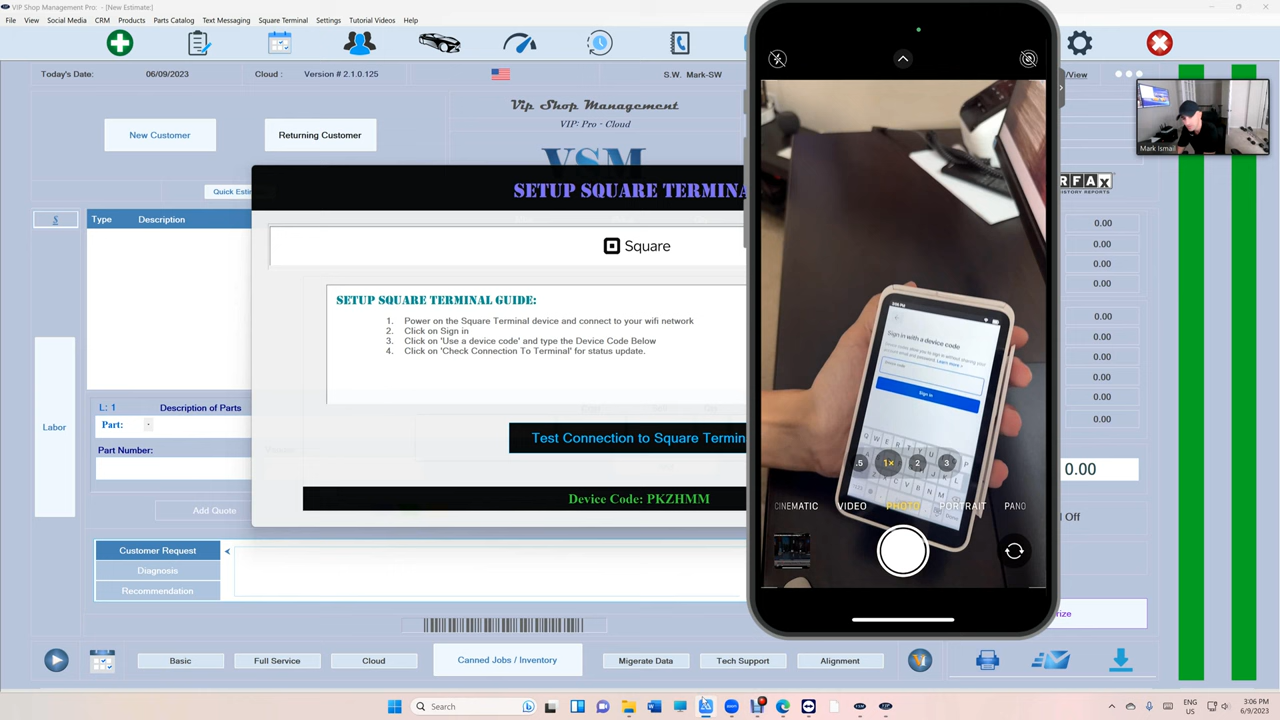 VIP Shop Management Pro: - [New Estimate:]
File View Social Media CRM Products Parts Catalog Text Messaging Square Terminal Settings Tutorial Videos Help
Today's Date: 06/09/2023 Cloud : Version # 2.1.0.125 S.W. Mark-SW
/View
Vip Shop Management
VIP: Pro - Cloud
VSM
New Customer
Returning Customer
Mark Ismail
HISTORY REPORTS
SETUP SQUARE TERMINA
S
Type Description
Square
SETUP SQUARE TERMINAL GUIDE:
1. Power on the Square Terminal device and connect to your wifi network
2. Click on Sign in
3. Click on 'Use a device code' and type the Device Code Below
4. Click on 'Check Connection To Terminal' for status update.
0.00
0.00
0.00
0.00
0.00
0.00
0.00
0.00
0.00
0.00
Sign in with a device code
Learn more
Sign in
L: 1 Description of Parts
Part:
Labor
Part Number:
Test Connection to Square Termin
0.00
.5 1× 2 3
Device Code: PKZHMM
CINEMATIC VIDEO PHOTO PORTRAIT PANO
Add Quote
l Off
Customer Request
Diagnosis
Recommendation
rize
Basic Full Service Cloud Canned Jobs / Inventory Migerate Data Tech Support Alignment
Search
ENG
US
3:06 PM
6/9/2023